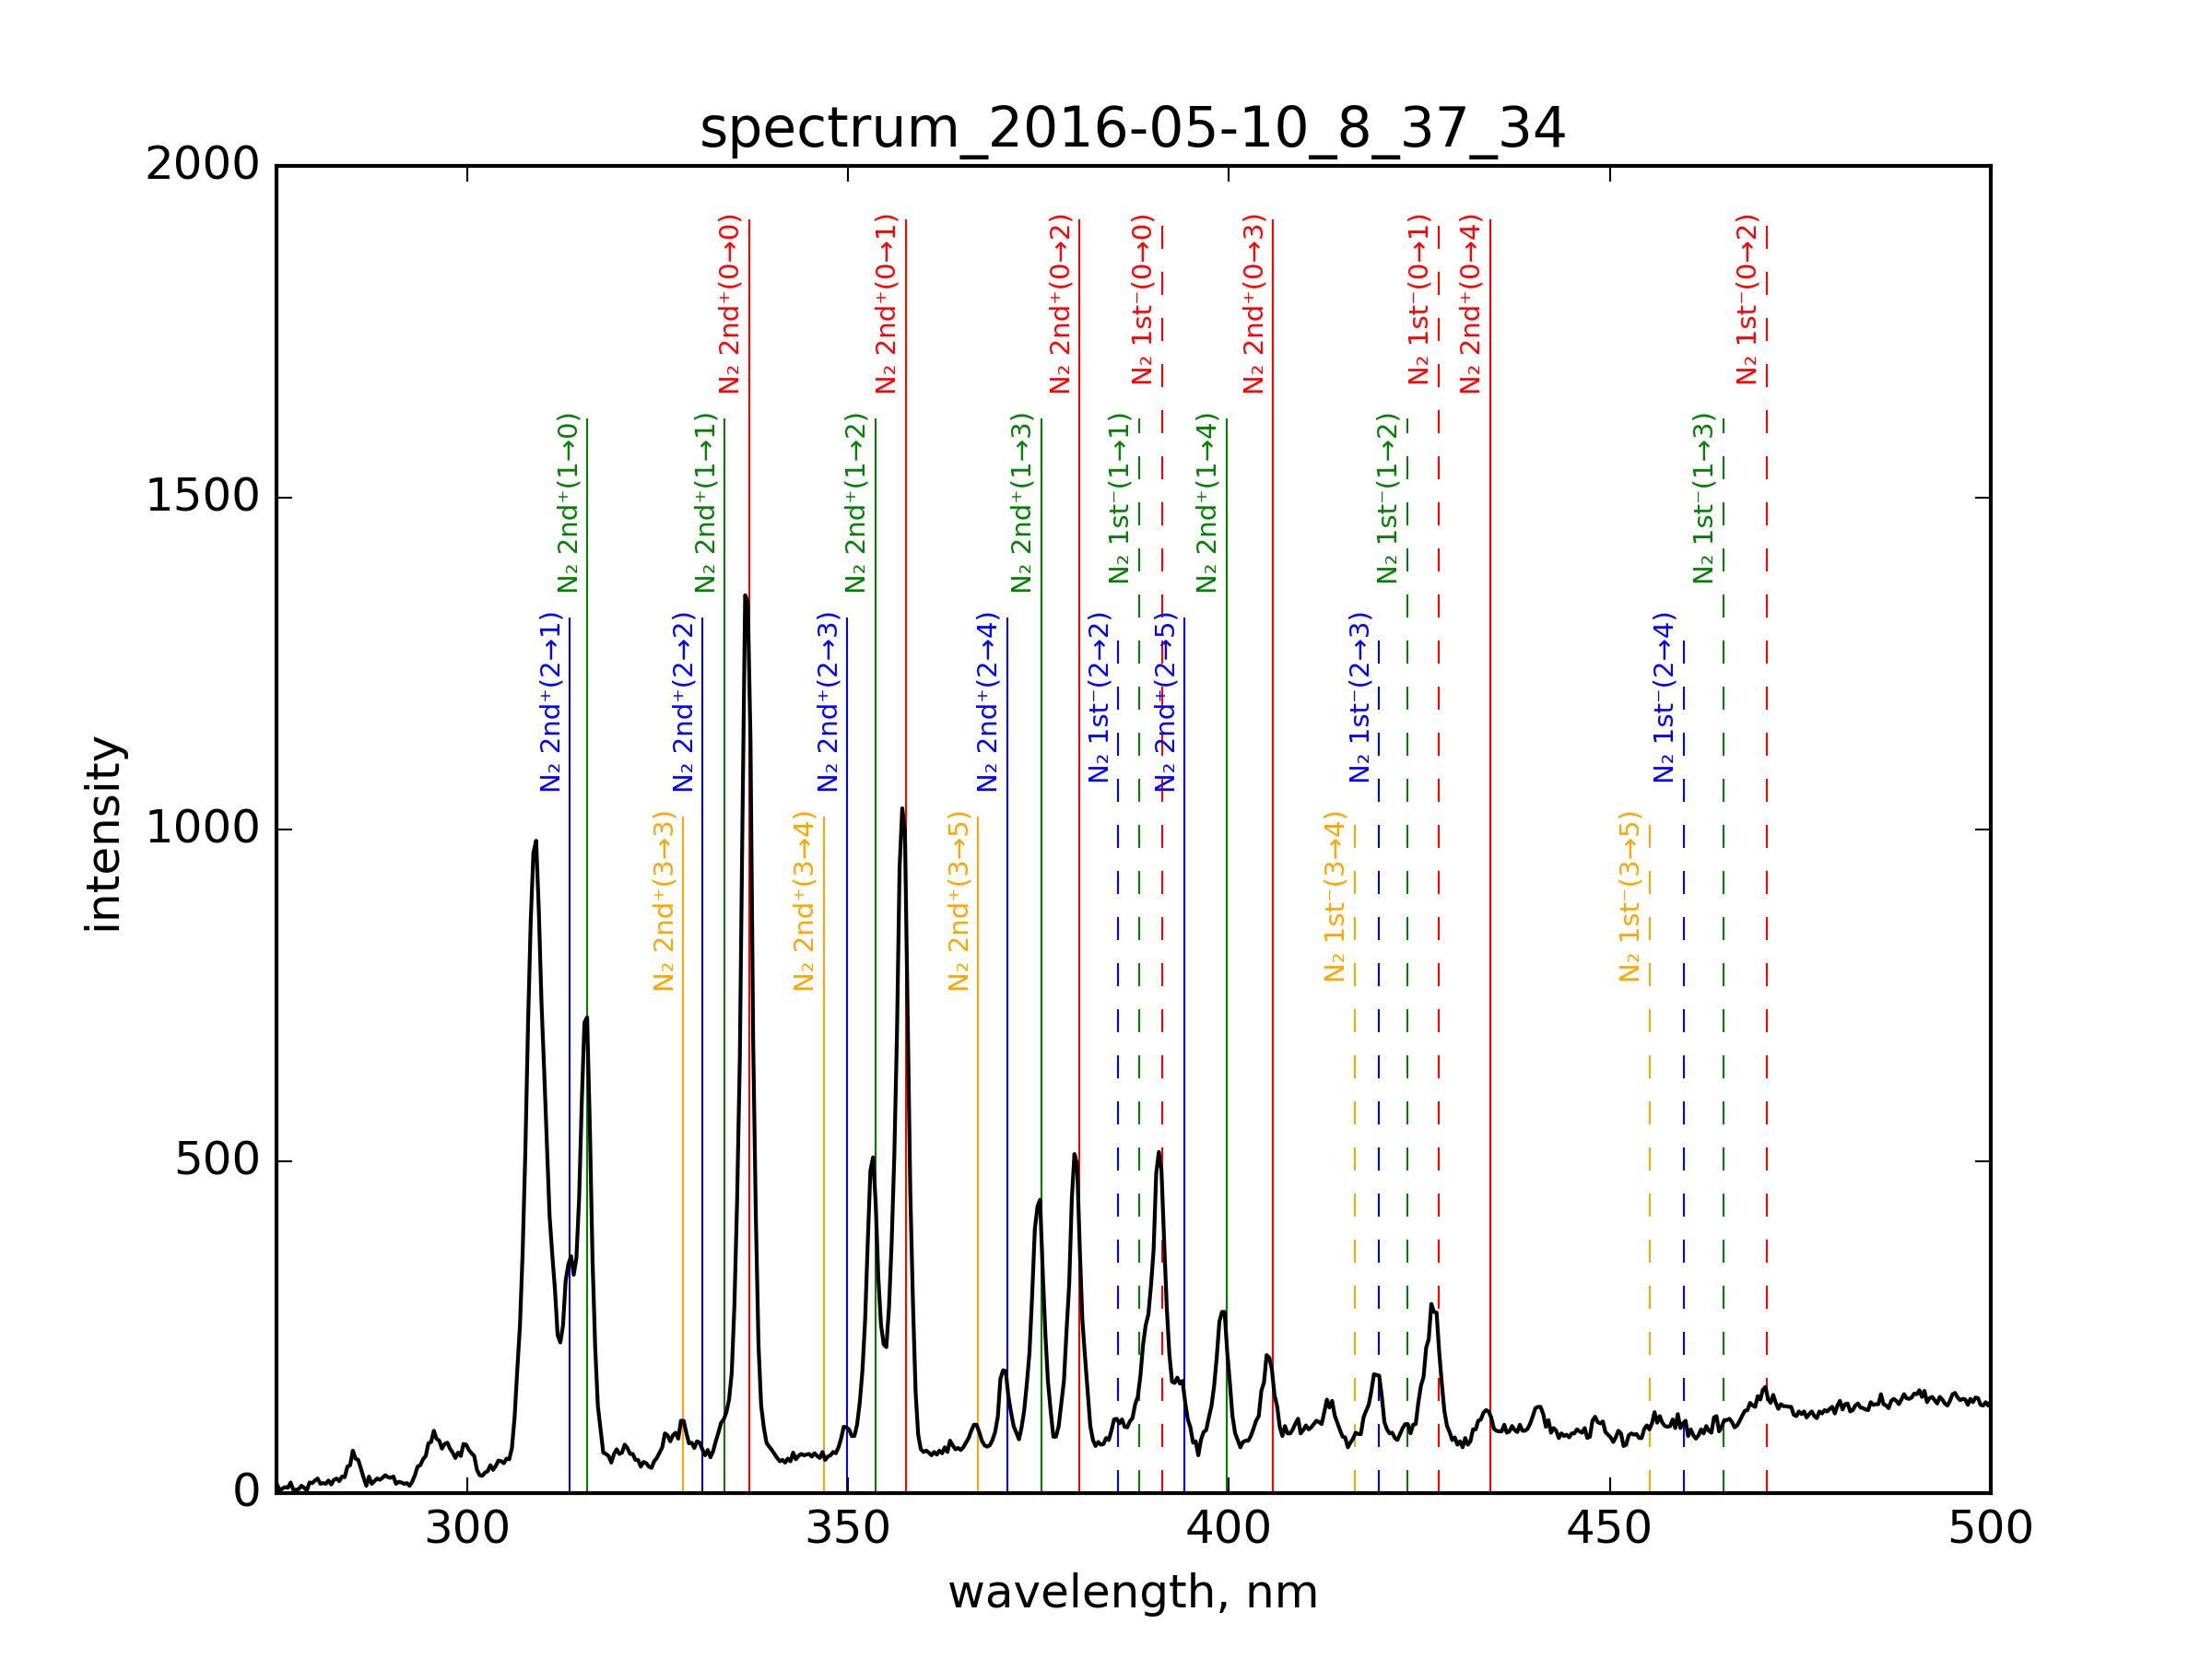 spectrum_2016-05-10_8_37_34
2000
1500
1000
500
0
intensity
N₂ 2nd⁺(0→0)
N₂ 2nd⁺(0→1)
N₂ 2nd⁺(0→2)
N₂ 1st⁻(0→0)
N₂ 2nd⁺(0→3)
N₂ 1st⁻(0→1)
N₂ 2nd⁺(0→4)
N₂ 1st⁻(0→2)
N₂ 2nd⁺(1→0)
N₂ 2nd⁺(1→1)
N₂ 2nd⁺(1→2)
N₂ 2nd⁺(1→3)
N₂ 1st⁻(1→1)
N₂ 2nd⁺(1→4)
N₂ 1st⁻(1→2)
N₂ 1st⁻(1→3)
N₂ 2nd⁺(2→1)
N₂ 2nd⁺(2→2)
N₂ 2nd⁺(2→3)
N₂ 2nd⁺(2→4)
N₂ 1st⁻(2→2)
N₂ 2nd⁺(2→5)
N₂ 1st⁻(2→3)
N₂ 1st⁻(2→4)
N₂ 2nd⁺(3→3)
N₂ 2nd⁺(3→4)
N₂ 2nd⁺(3→5)
N₂ 1st⁻(3→4)
N₂ 1st⁻(3→5)
300 350 400 450 500
wavelength, nm